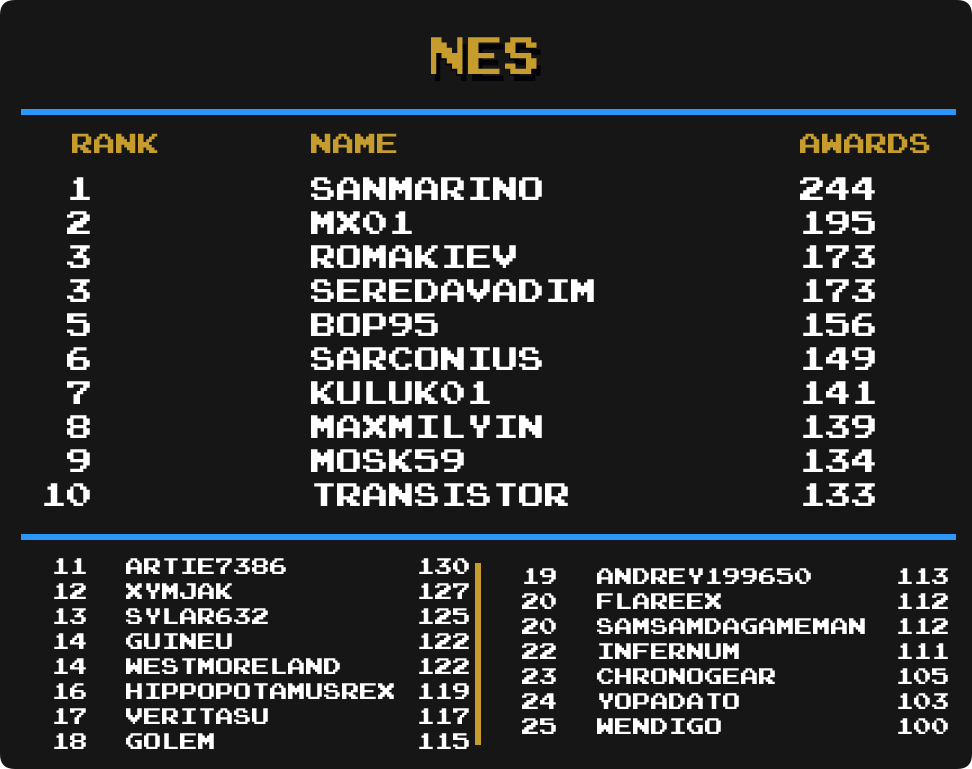 NES
RANK NAME AWARDS
1 SANMARINO 244
2 MX01 195
3 ROMAKIEV 173
3 SEREDAVADIM 173
5 BOP95 156
6 SARCONIUS 149
7 KULUK01 141
8 MAXMILYIN 139
9 MOSK59 134
10 TRANSISTOR 133
11 ARTIE7386 130
12 XYMJAK 127
13 SYLAR632 125
14 GUINEU 122
14 WESTMORELAND 122
16 HIPPOPOTAMUSREX 119
17 VERITASU 117
18 GOLEM 115
19 ANDREY199650 113
20 FLAREEX 112
20 SAMSAMDAGAMEMAN 112
22 INFERNUM 111
23 CHRONOGEAR 105
24 YOPADATO 103
25 WENDIGO 100